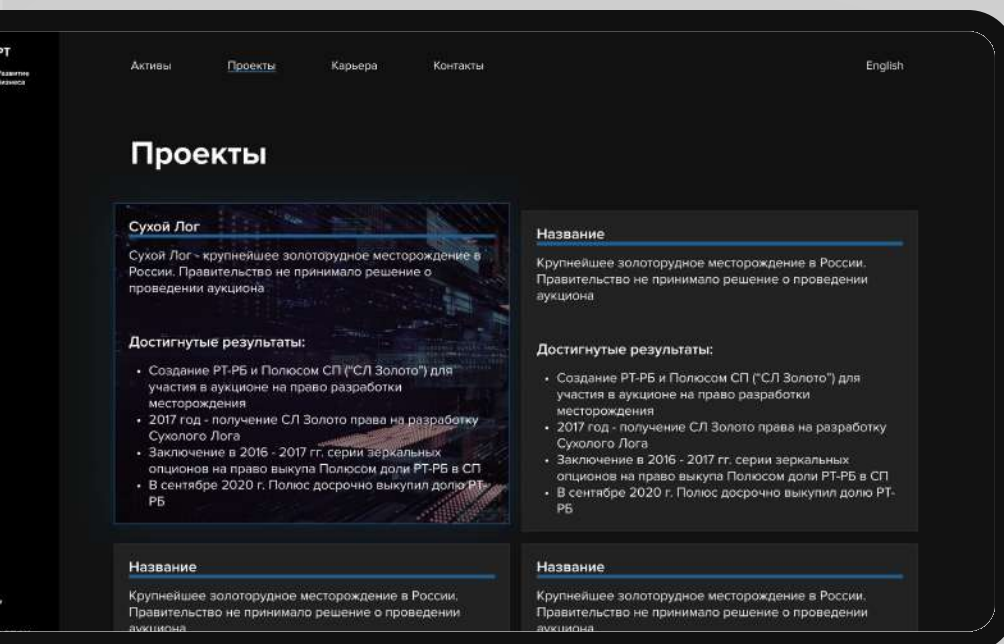 РТ
Развитие
Бизнеса
Активы
Проекты
Карьера
Контакты
English
Проекты
Сухой Лог
Сухой Лог - крупнейшее золоторудное месторождение в
России. Правительство не принимало решение о
проведении аукциона
Достигнутые результаты:
• Создание РТ-РБ и Полюсом СП ("СЛ Золото") для
участия в аукционе на право разработки
месторождения
• 2017 год - получение СЛ Золото права на разработку
Сухолого Лога
• Заключение в 2016 - 2017 гг. серии зеркальных
опционов на право выкупа Полюсом доли РТ-РБ в СП
• В сентябре 2020 г. Полюс досрочно выкупил долю РТ-
РБ
Название
Крупнейшее золоторудное месторождение в России.
Правительство не принимало решение о проведении
аукциона
Достигнутые результаты:
• Создание РТ-РБ и Полюсом СП ("СЛ Золото") для
участия в аукционе на право разработки
месторождения
• 2017 год - получение СЛ Золото права на разработку
Сухолого Лога
• Заключение в 2016 - 2017 гг. серии зеркальных
опционов на право выкупа Полюсом доли РТ-РБ в СП
• В сентябре 2020 г. Полюс досрочно выкупил долю РТ-
РБ
Название
Крупнейшее золоторудное месторождение в России.
Правительство не принимало решение о проведении
аукциона
Название
Крупнейшее золоторудное месторождение в России.
Правительство не принимало решение о проведении
аукциона